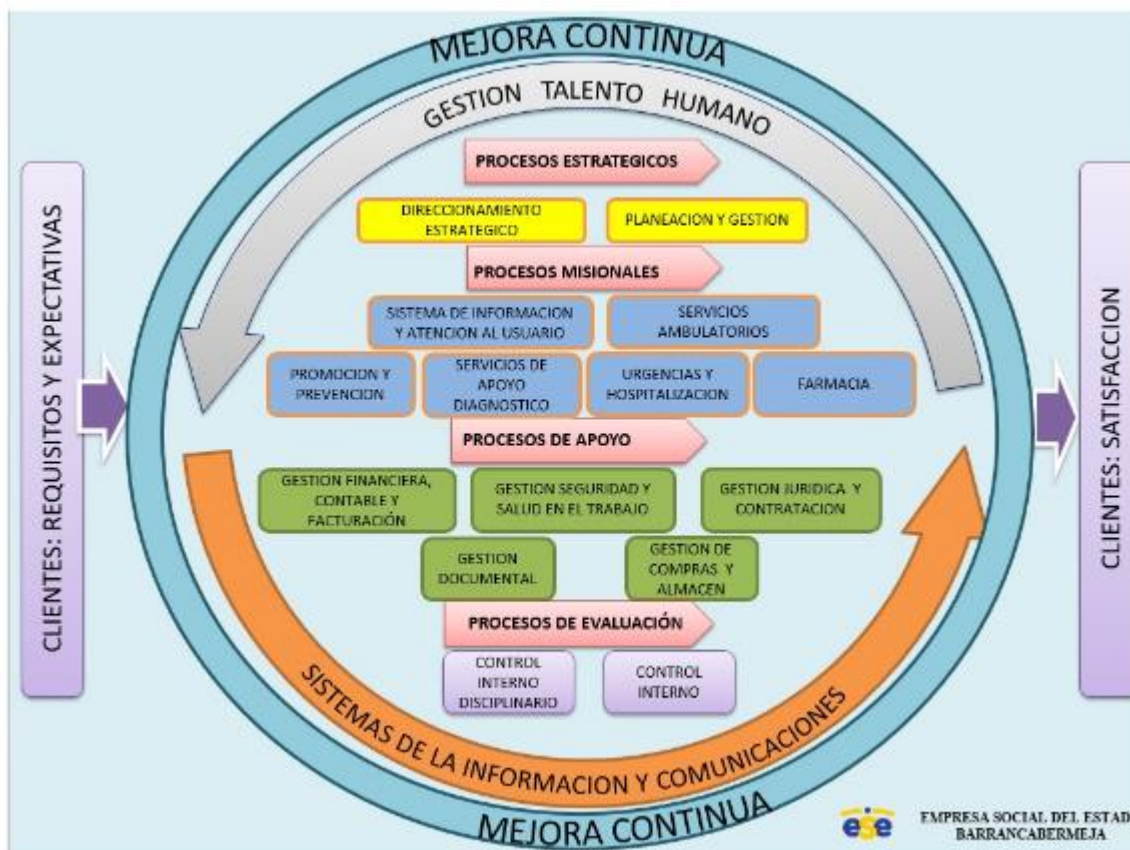 MEJORA CONTINUA
GESTION TALENTO HUMANO
CLIENTES: REQUISITOS Y EXPECTATIVAS
PROCESOS ESTRATEGICOS
DIRECCIONAMIENTO
ESTRATEGICO
PLANEACION Y GESTION
PROCESOS MISIONALES
SISTEMA DE INFORMACION
Y ATENCION AL USUARIO
SERVICIOS
AMBULATORIOS
PROMOCION Y
PREVENCION
SERVICIOS DE
APOYO
DIAGNOSTICO
URGENCIAS Y
HOSPITALIZACION
FARMACIA
PROCESOS DE APOYO
GESTION FINANCIERA,
CONTABLE Y
FACTURACIÓN
GESTION SEGURIDAD Y
SALUD EN EL TRABAJO
GESTION JURIDICA Y
CONTRATACION
GESTION
DOCUMENTAL
GESTION DE
COMPRAS Y
ALMACEN
PROCESOS DE EVALUACIÓN
CONTROL
INTERNO
DISCIPLINARIO
CONTROL
INTERNO
SISTEMAS DE LA INFORMACION Y COMUNICACIONES
MEJORA CONTINUA
CLIENTES: SATISFACCION
ese
EMPRESA SOCIAL DEL ESTAD
BARRANCABERMEJA